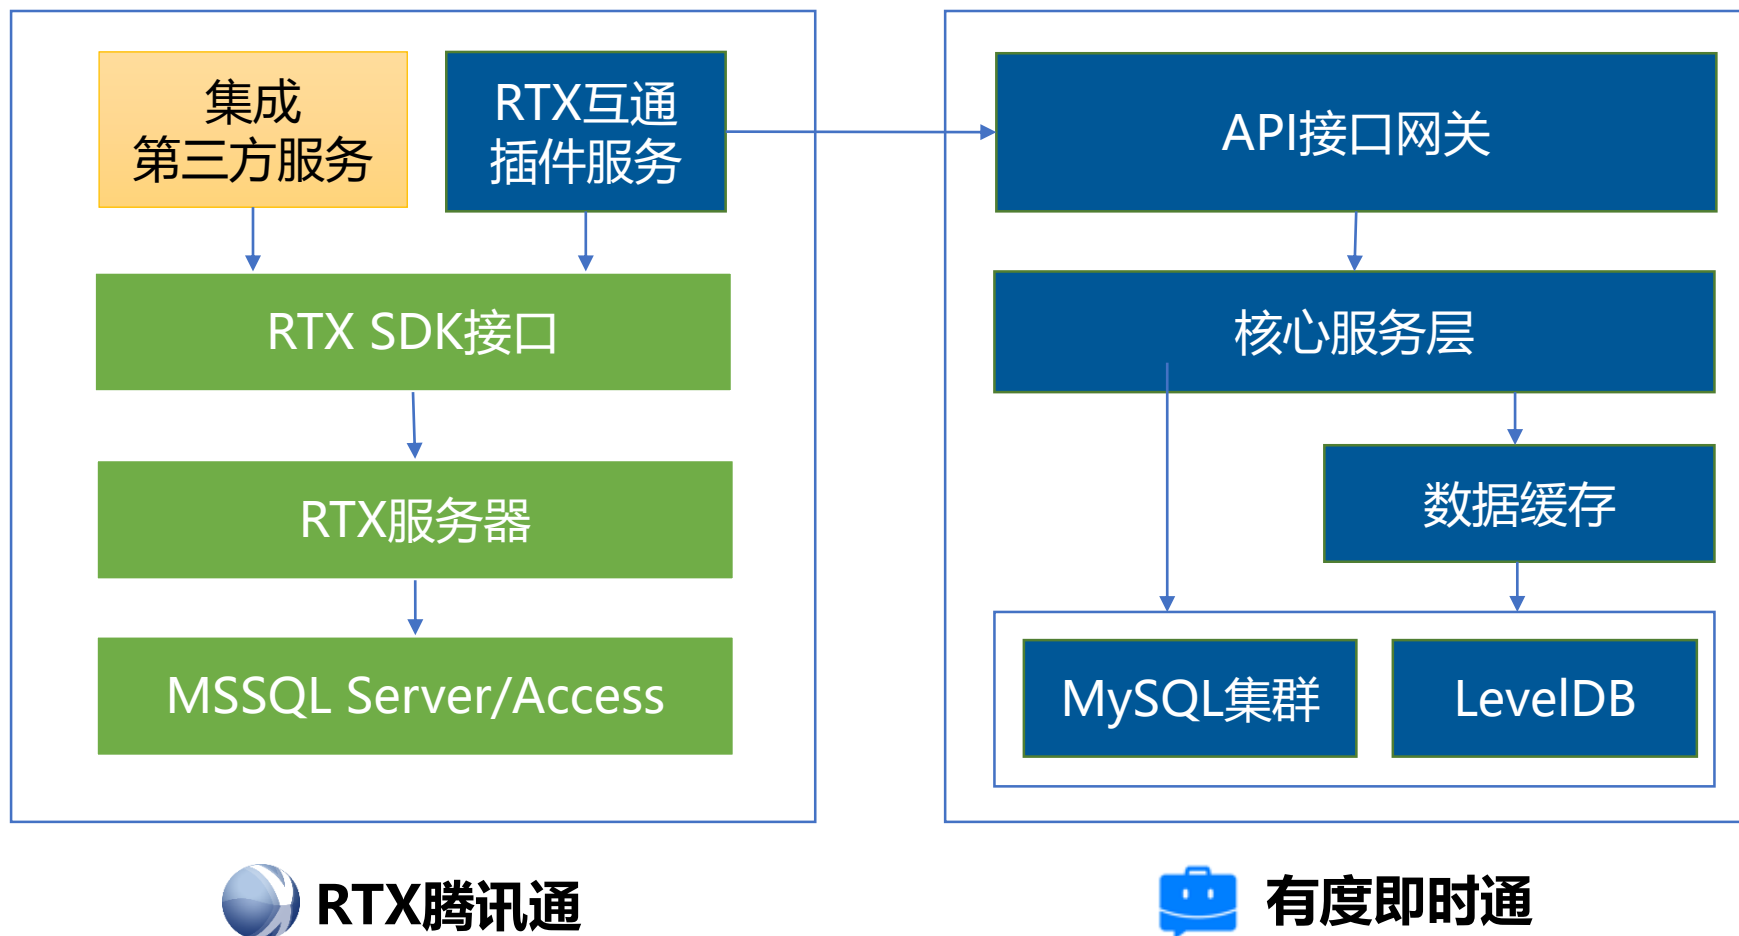 集成
第三方服务
RTX互通
插件服务
API接口网关
RTX SDK接口
核心服务层
RTX服务器
数据缓存
MSSQL Server/Access
MySQL集群
LevelDB
RTX腾讯通
有度即时通